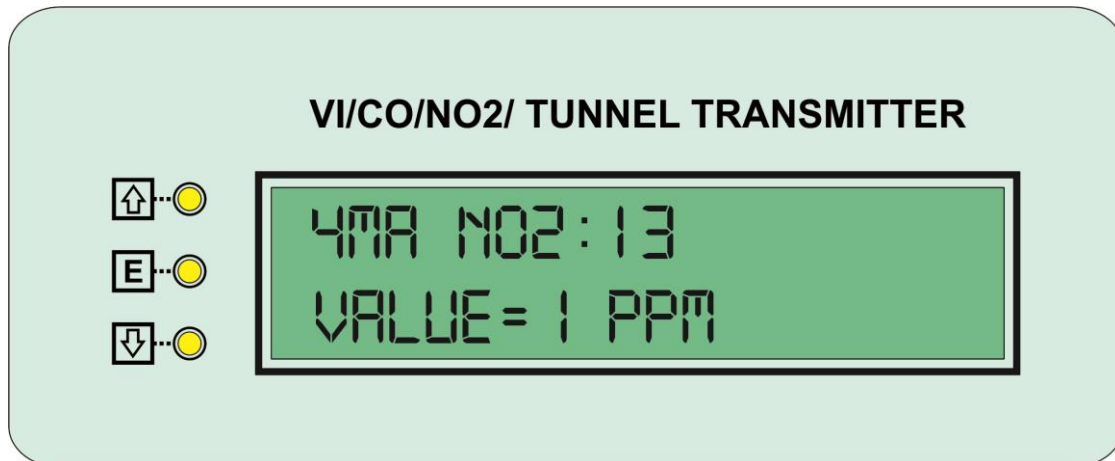 VI/CO/NO2/ TUNNEL TRANSMITTER
4MA NO2:13
E
VALUE=1 PPM